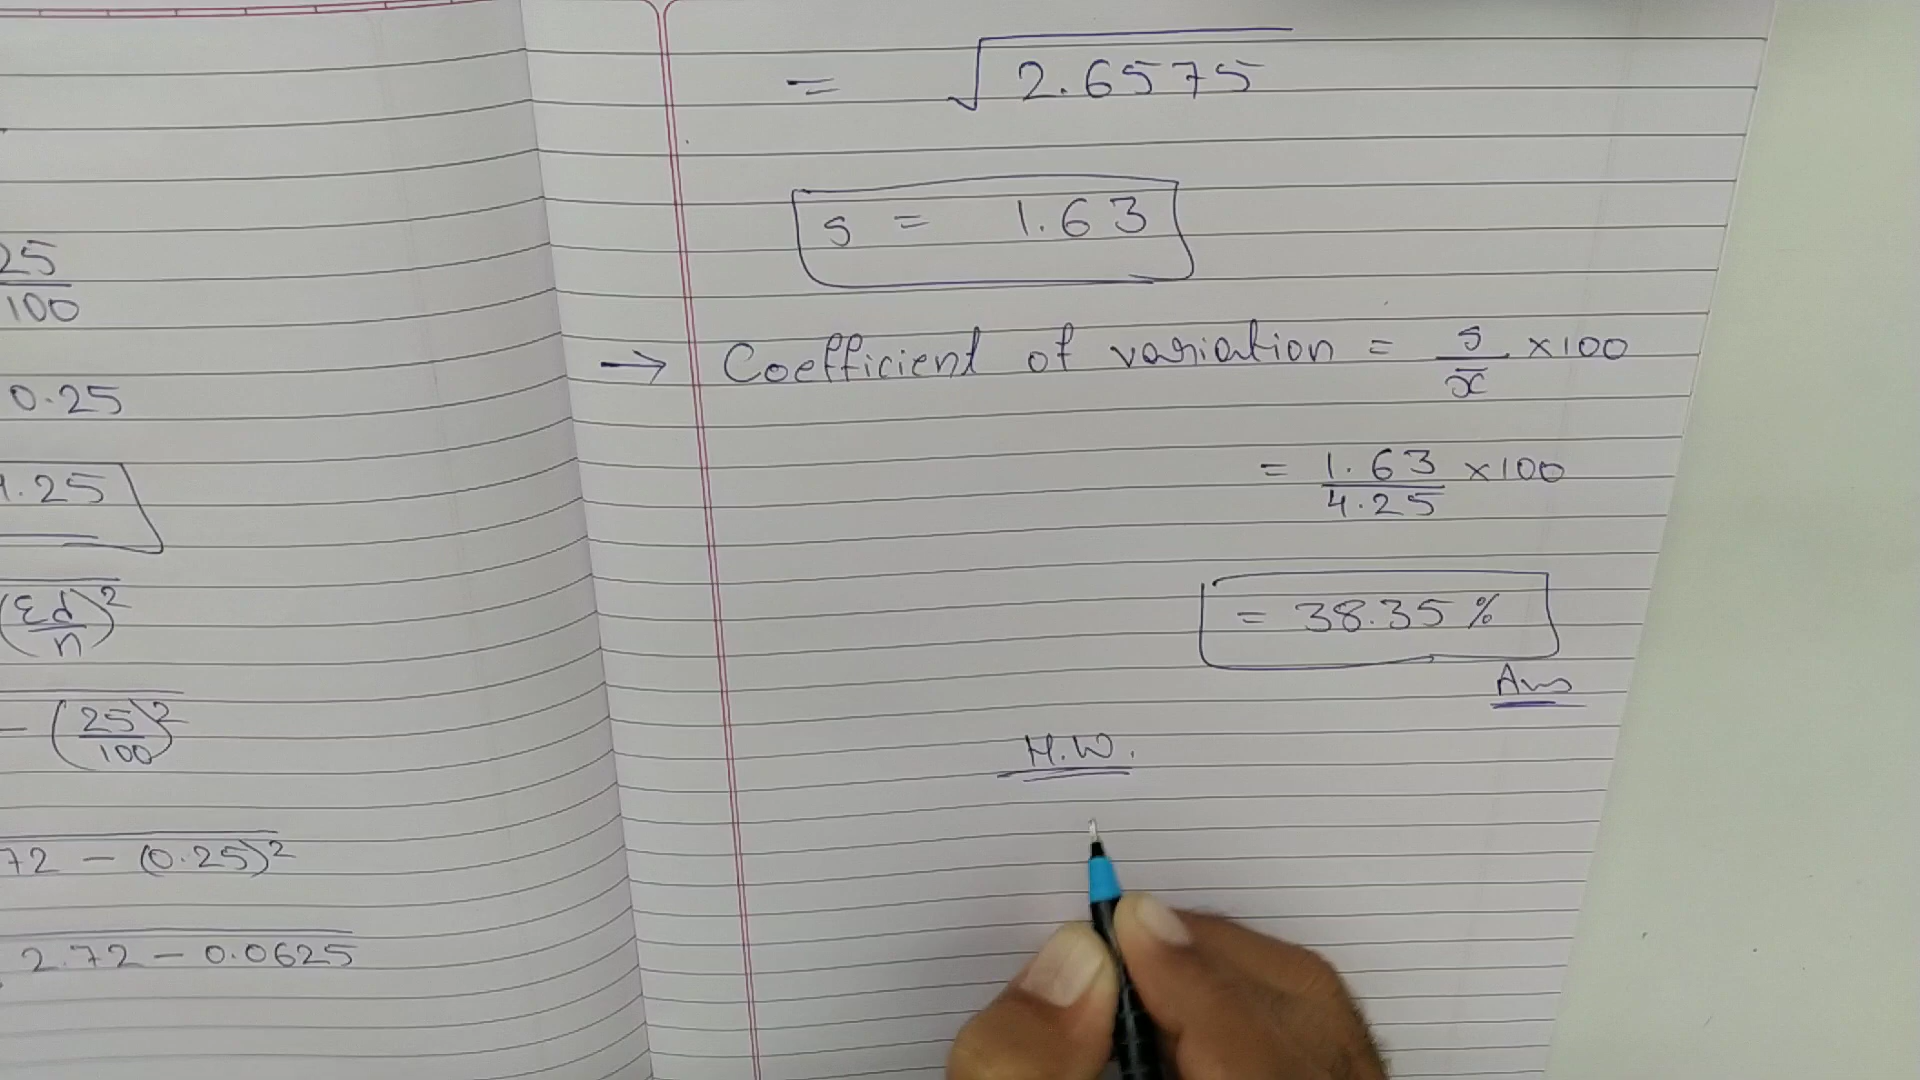 25
100
0.25
4.25
(Σd/n)²
- (25/100)²
72 - (0.25)²
2.72 - 0.0625
= √2.6575
s = 1.63
→ Coefficient of variation = s/x̄ ×100
= 1.63/4.25 ×100
= 38.35 %
Ans
H.W.